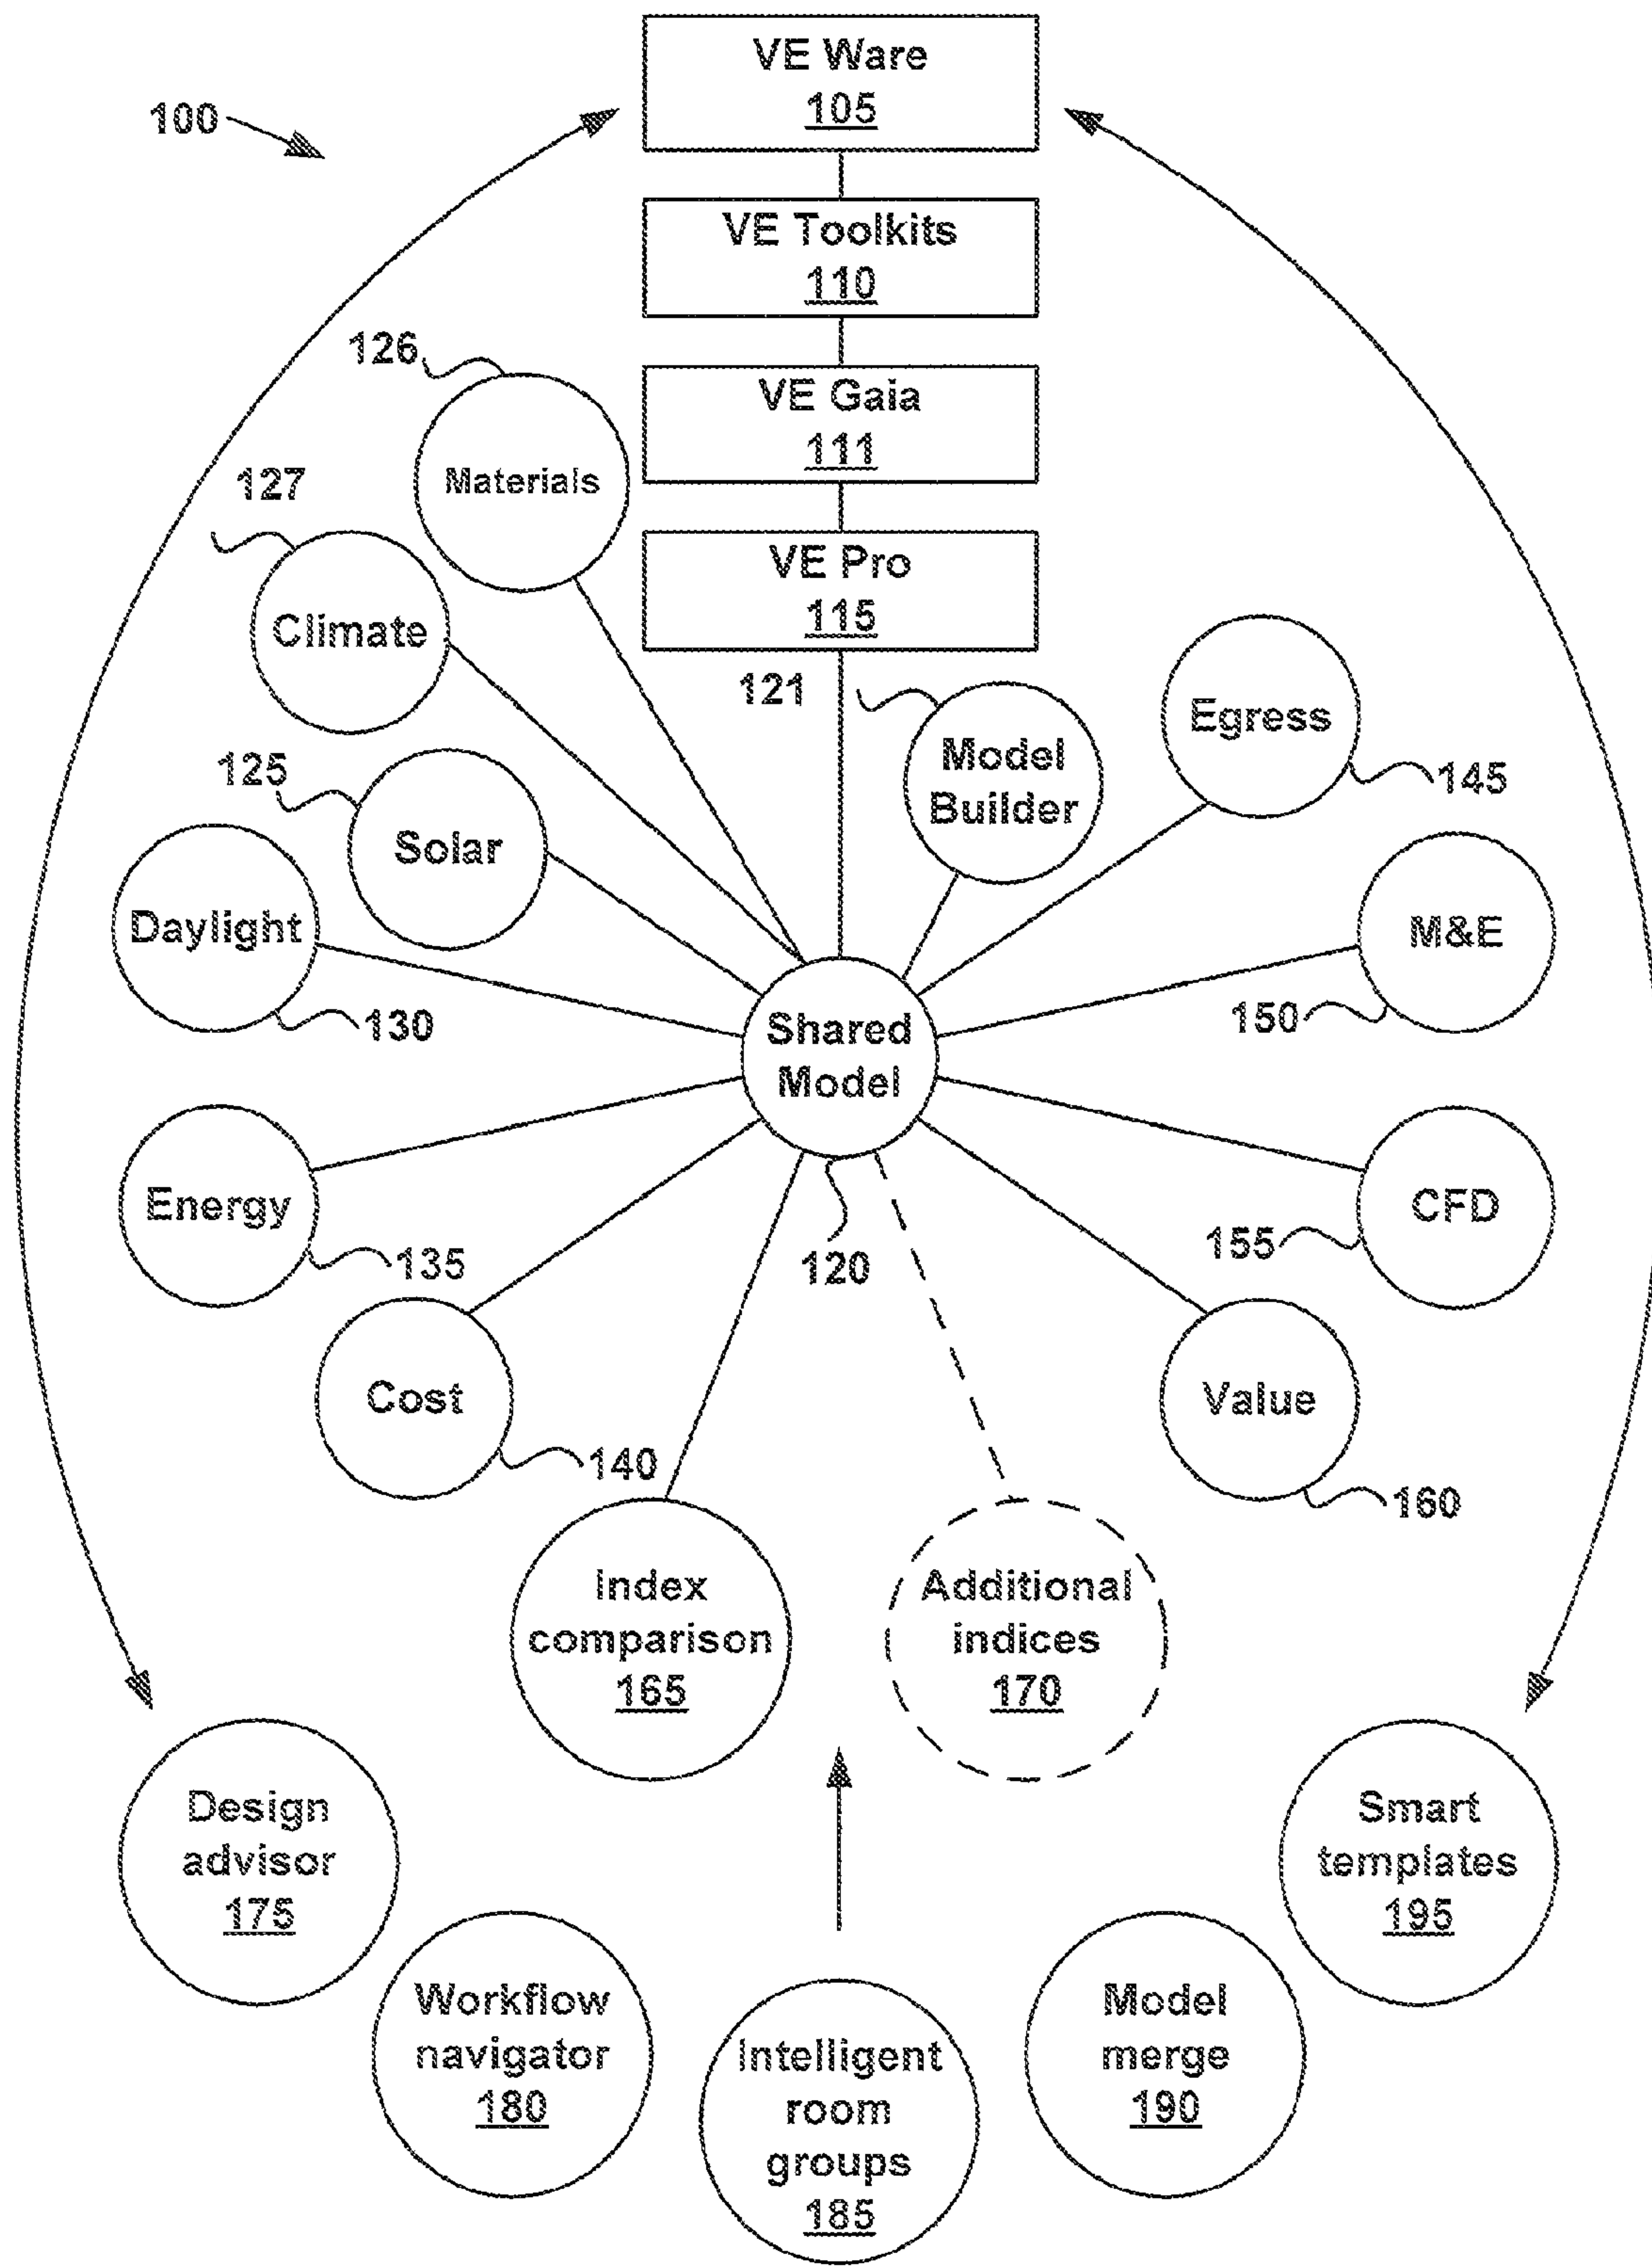 VE Ware
105
100
VE Toolkits
110
126
VE Gaia
111
Materials
127
VE Pro
115
Climate
121
Egress
Model
Builder
125
145
Solar
Daylight
M&E
130
150
Shared
Model
Energy
CFD
135
120
155
Cost
Value
140
160
Index
comparison
165
Additional
indices
170
Design
advisor
175
Smart
templates
195
Workflow
navigator
180
Model
merge
190
Intelligent
room
groups
185